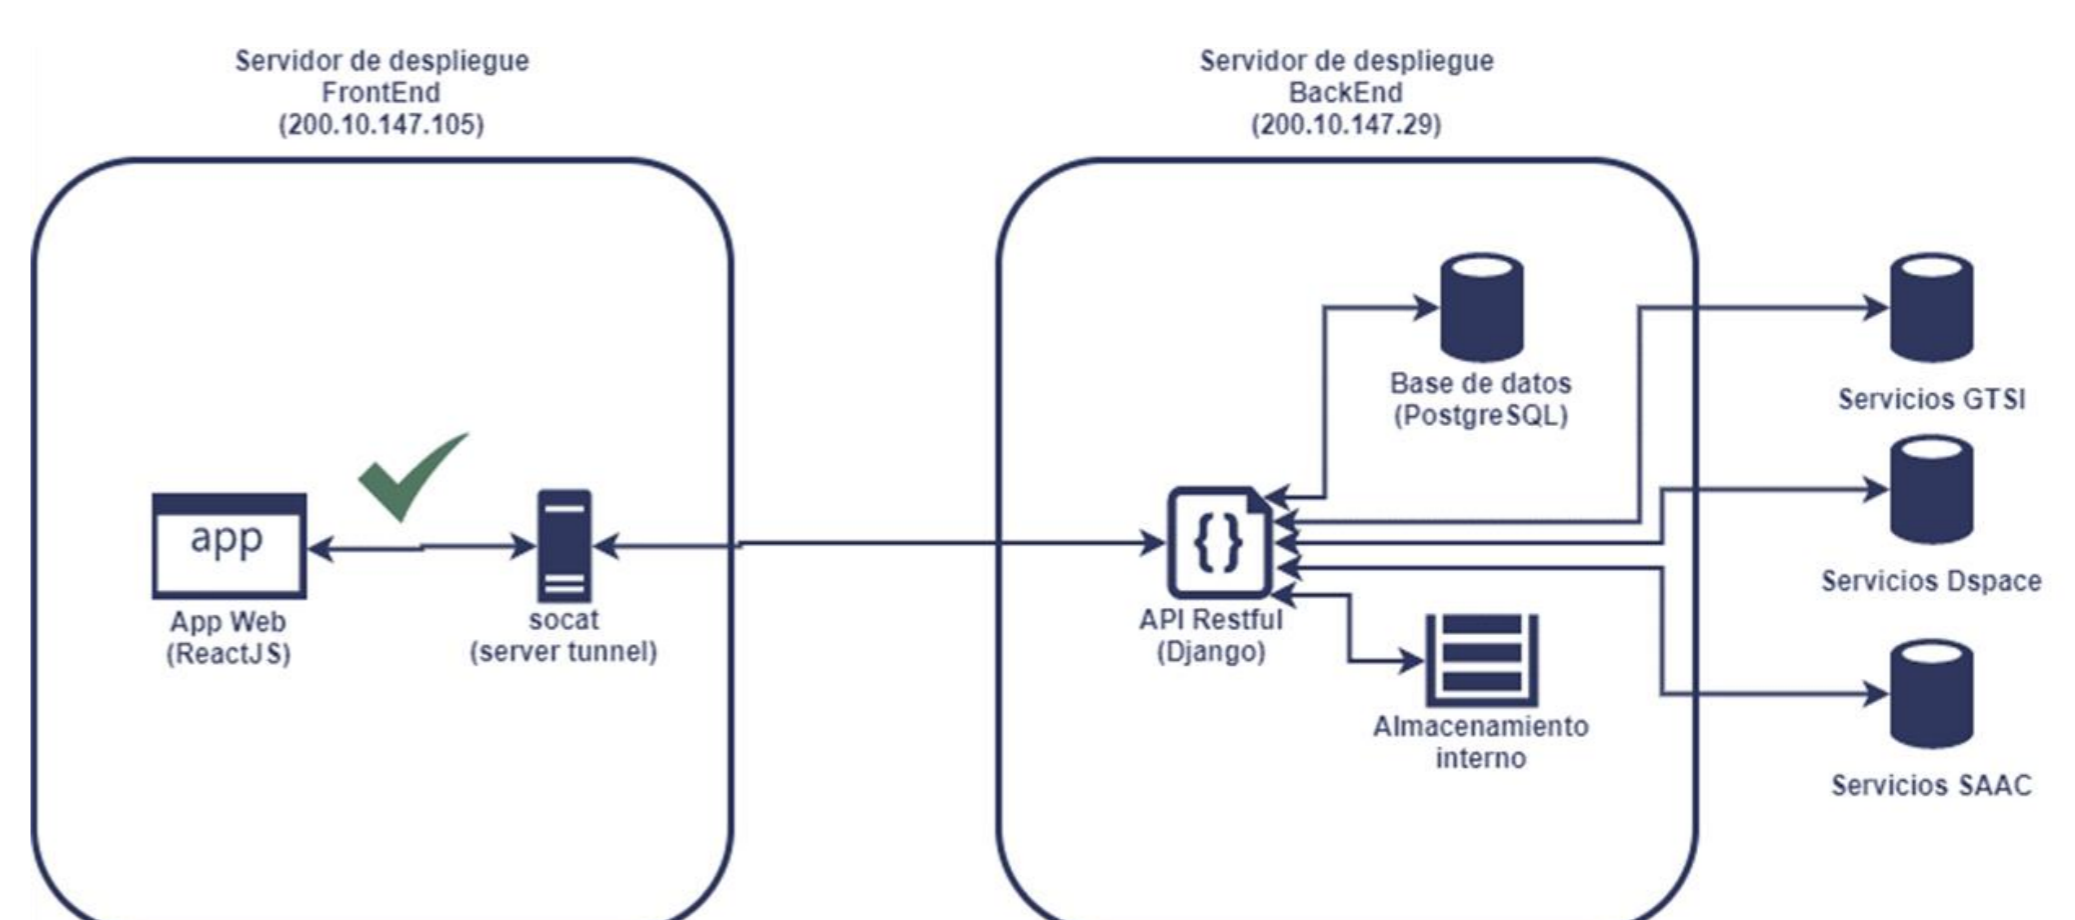 Servidor de despliegue
FrontEnd
(200.10.147.105)
Servidor de despliegue
BackEnd
(200.10.147.29)
app
App Web
(ReactJS)
socat
(server tunnel)
{}
API Restful
(Django)
Base de datos
(PostgreSQL)
Almacenamiento
interno
Servicios GTSI
Servicios Dspace
Servicios SAAC